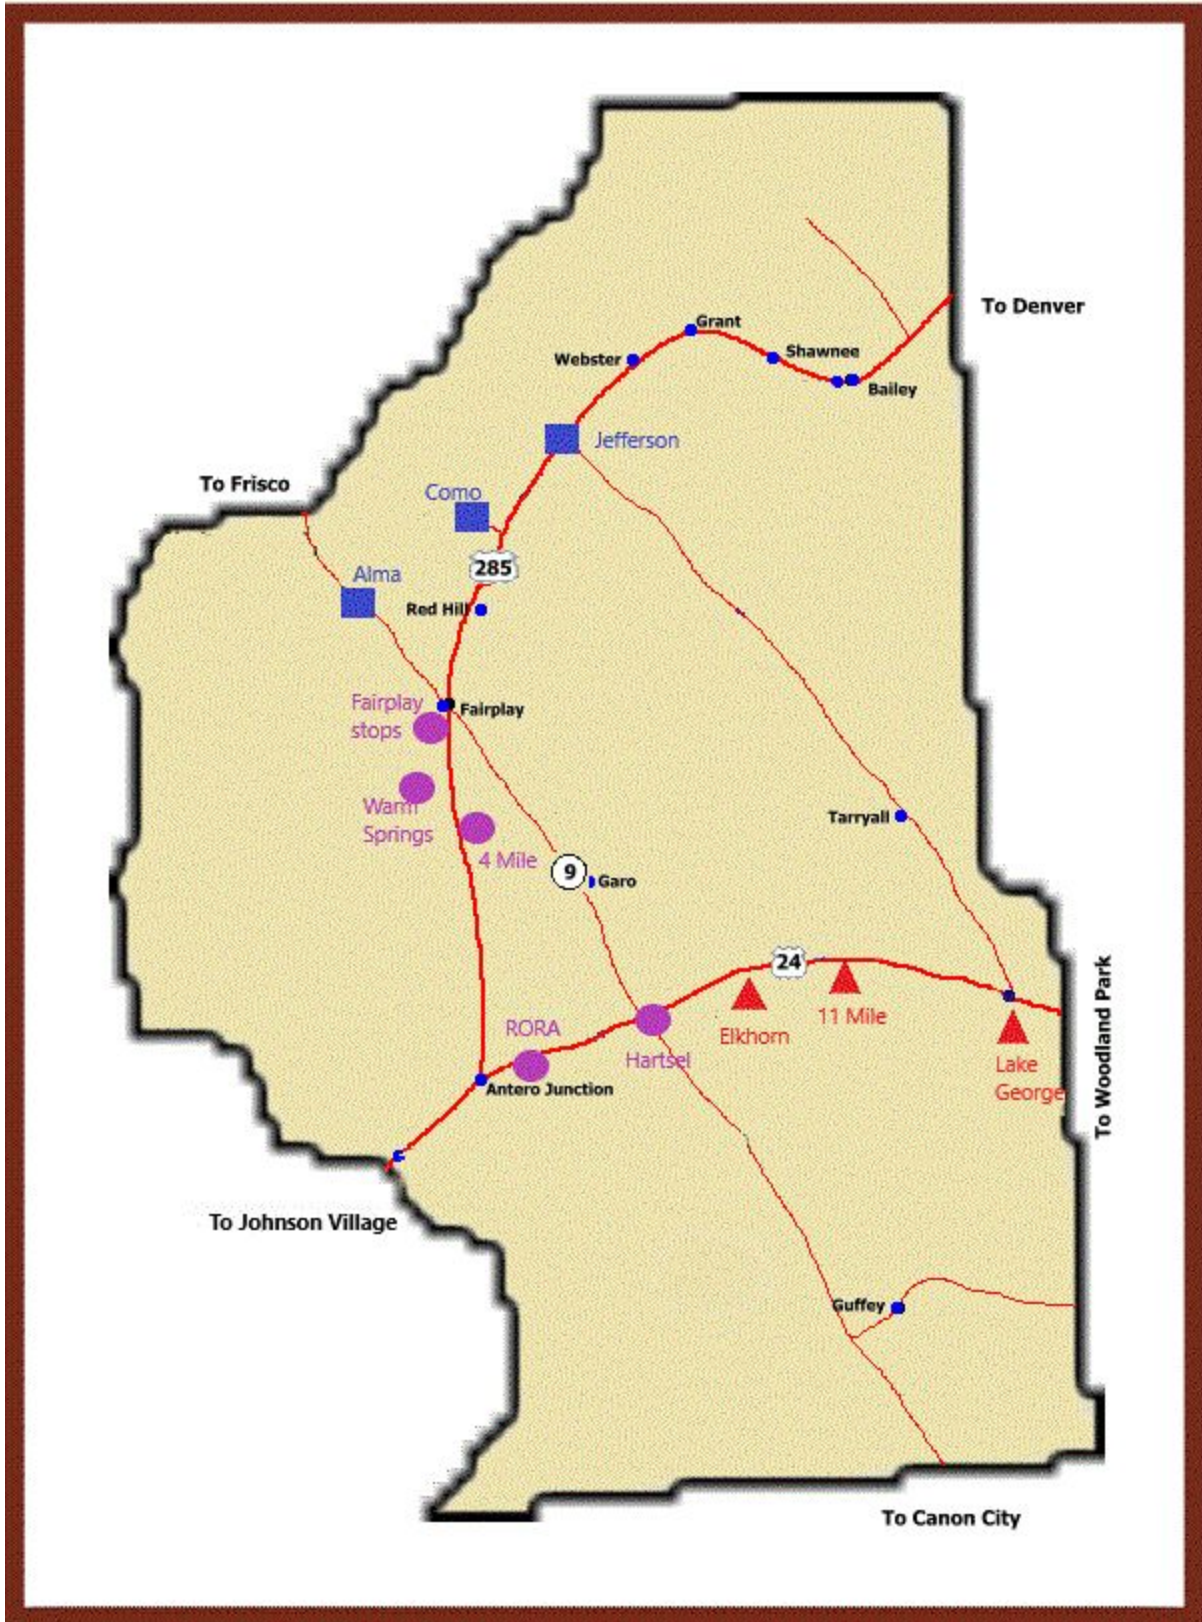 To Denver
Grant
Shawnee
Webster
Bailey
Jefferson
To Frisco
Como
285
Alma
Red Hill
Fairplay
stops
Fairplay
Warm
Springs
4 Mile
Tarryall
9
Garo
24
To Woodland Park
11 Mile
RORA
Elkhorn
Hartsel
Lake
George
Antero Junction
To Johnson Village
Guffey
To Canon City